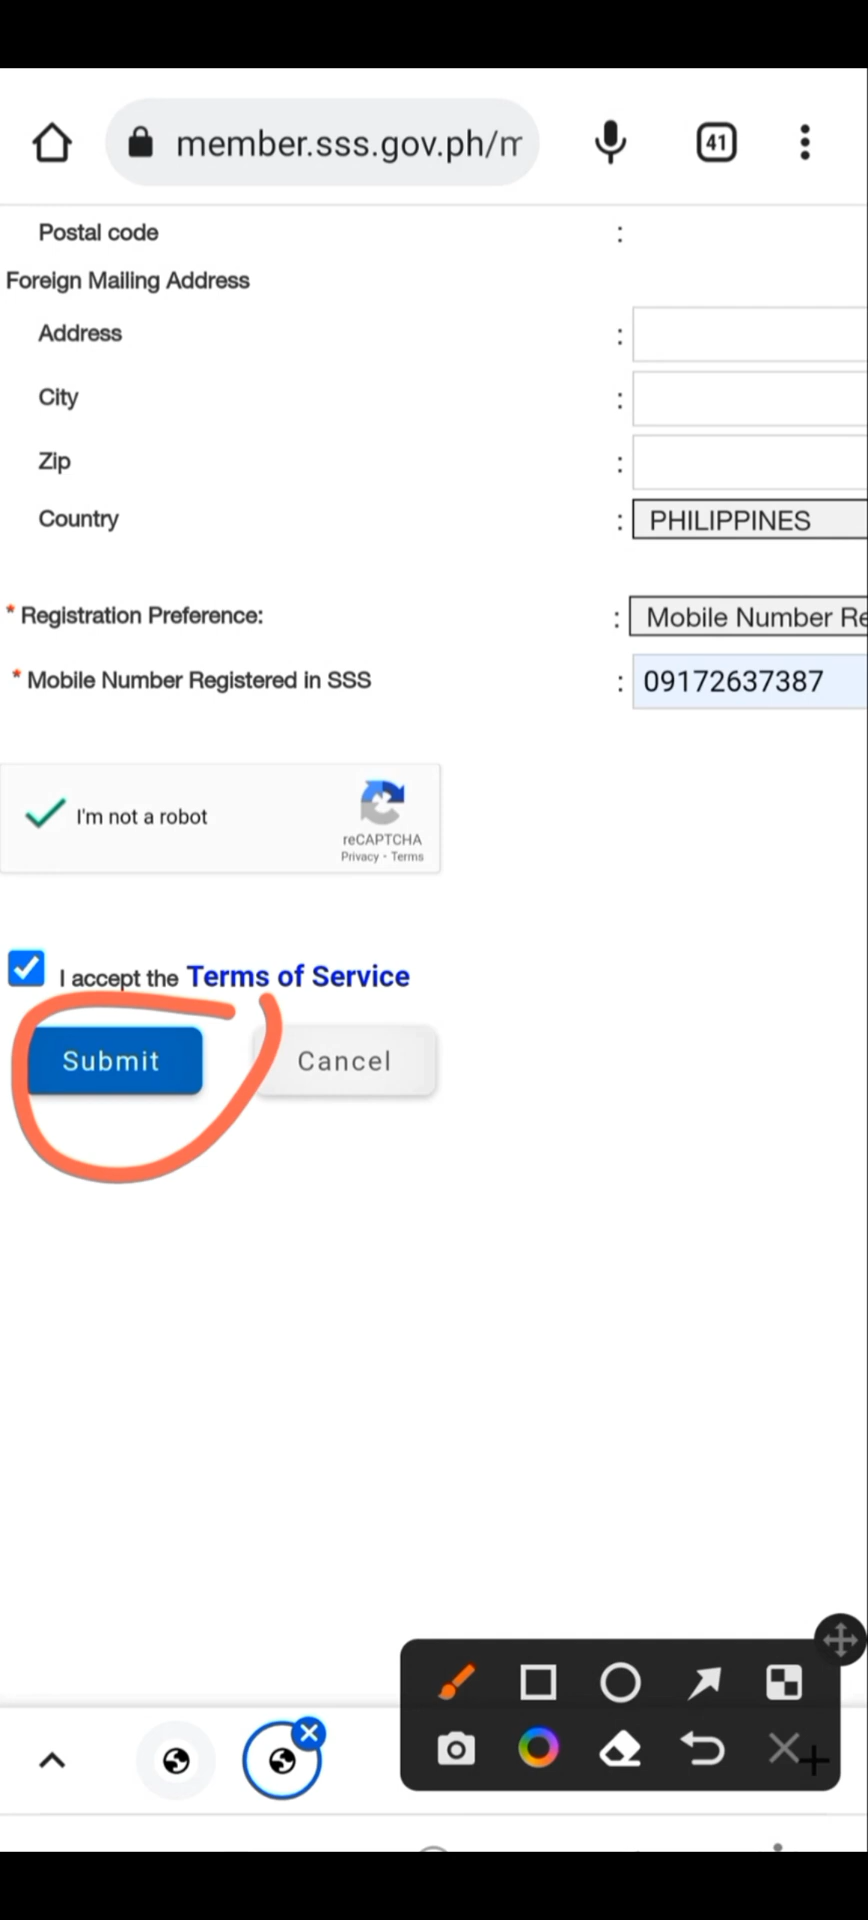 member.sss.gov.ph/r
41
Postal code :
Foreign Mailing Address
Address :
City :
Zip :
Country : PHILIPPINES
* Registration Preference: : Mobile Number Re
* Mobile Number Registered in SSS : 09172637387
I'm not a robot
reCAPTCHA
Privacy - Terms
I accept the Terms of Service
Submit Cancel